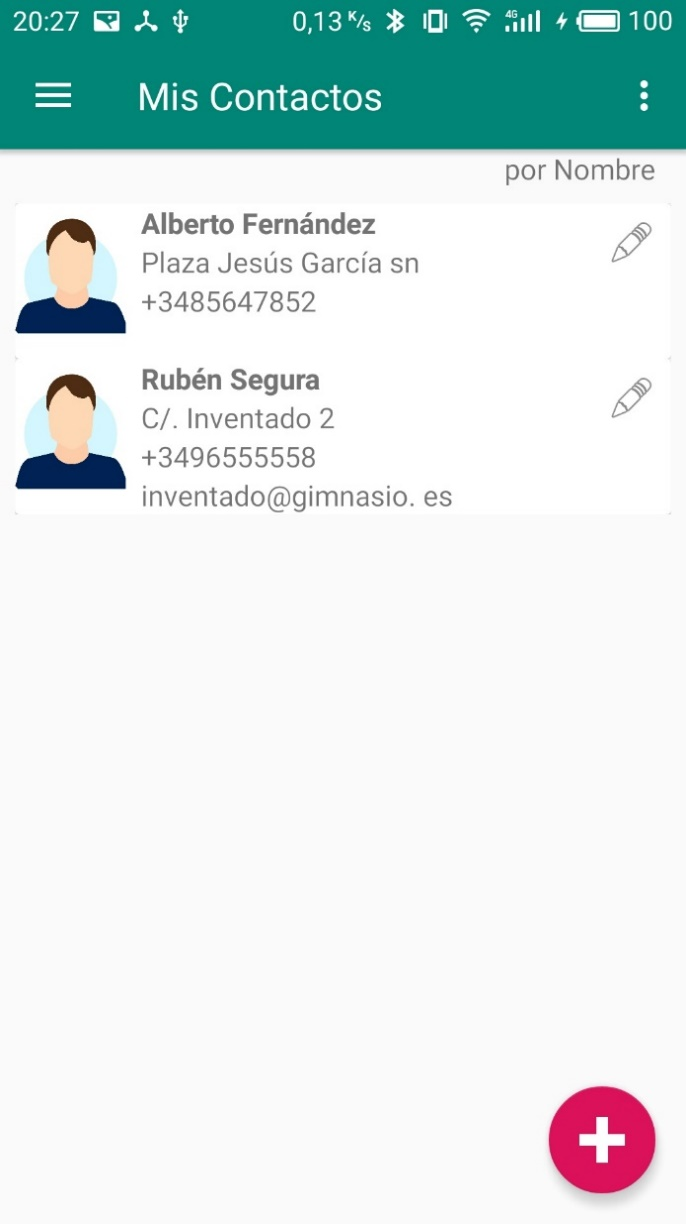 20:27 0,13 K/s 4G 100
Mis Contactos
por Nombre
Alberto Fernández
Plaza Jesús García sn
+3485647852
Rubén Segura
C/. Inventado 2
+3496555558
inventado@gimnasio. es